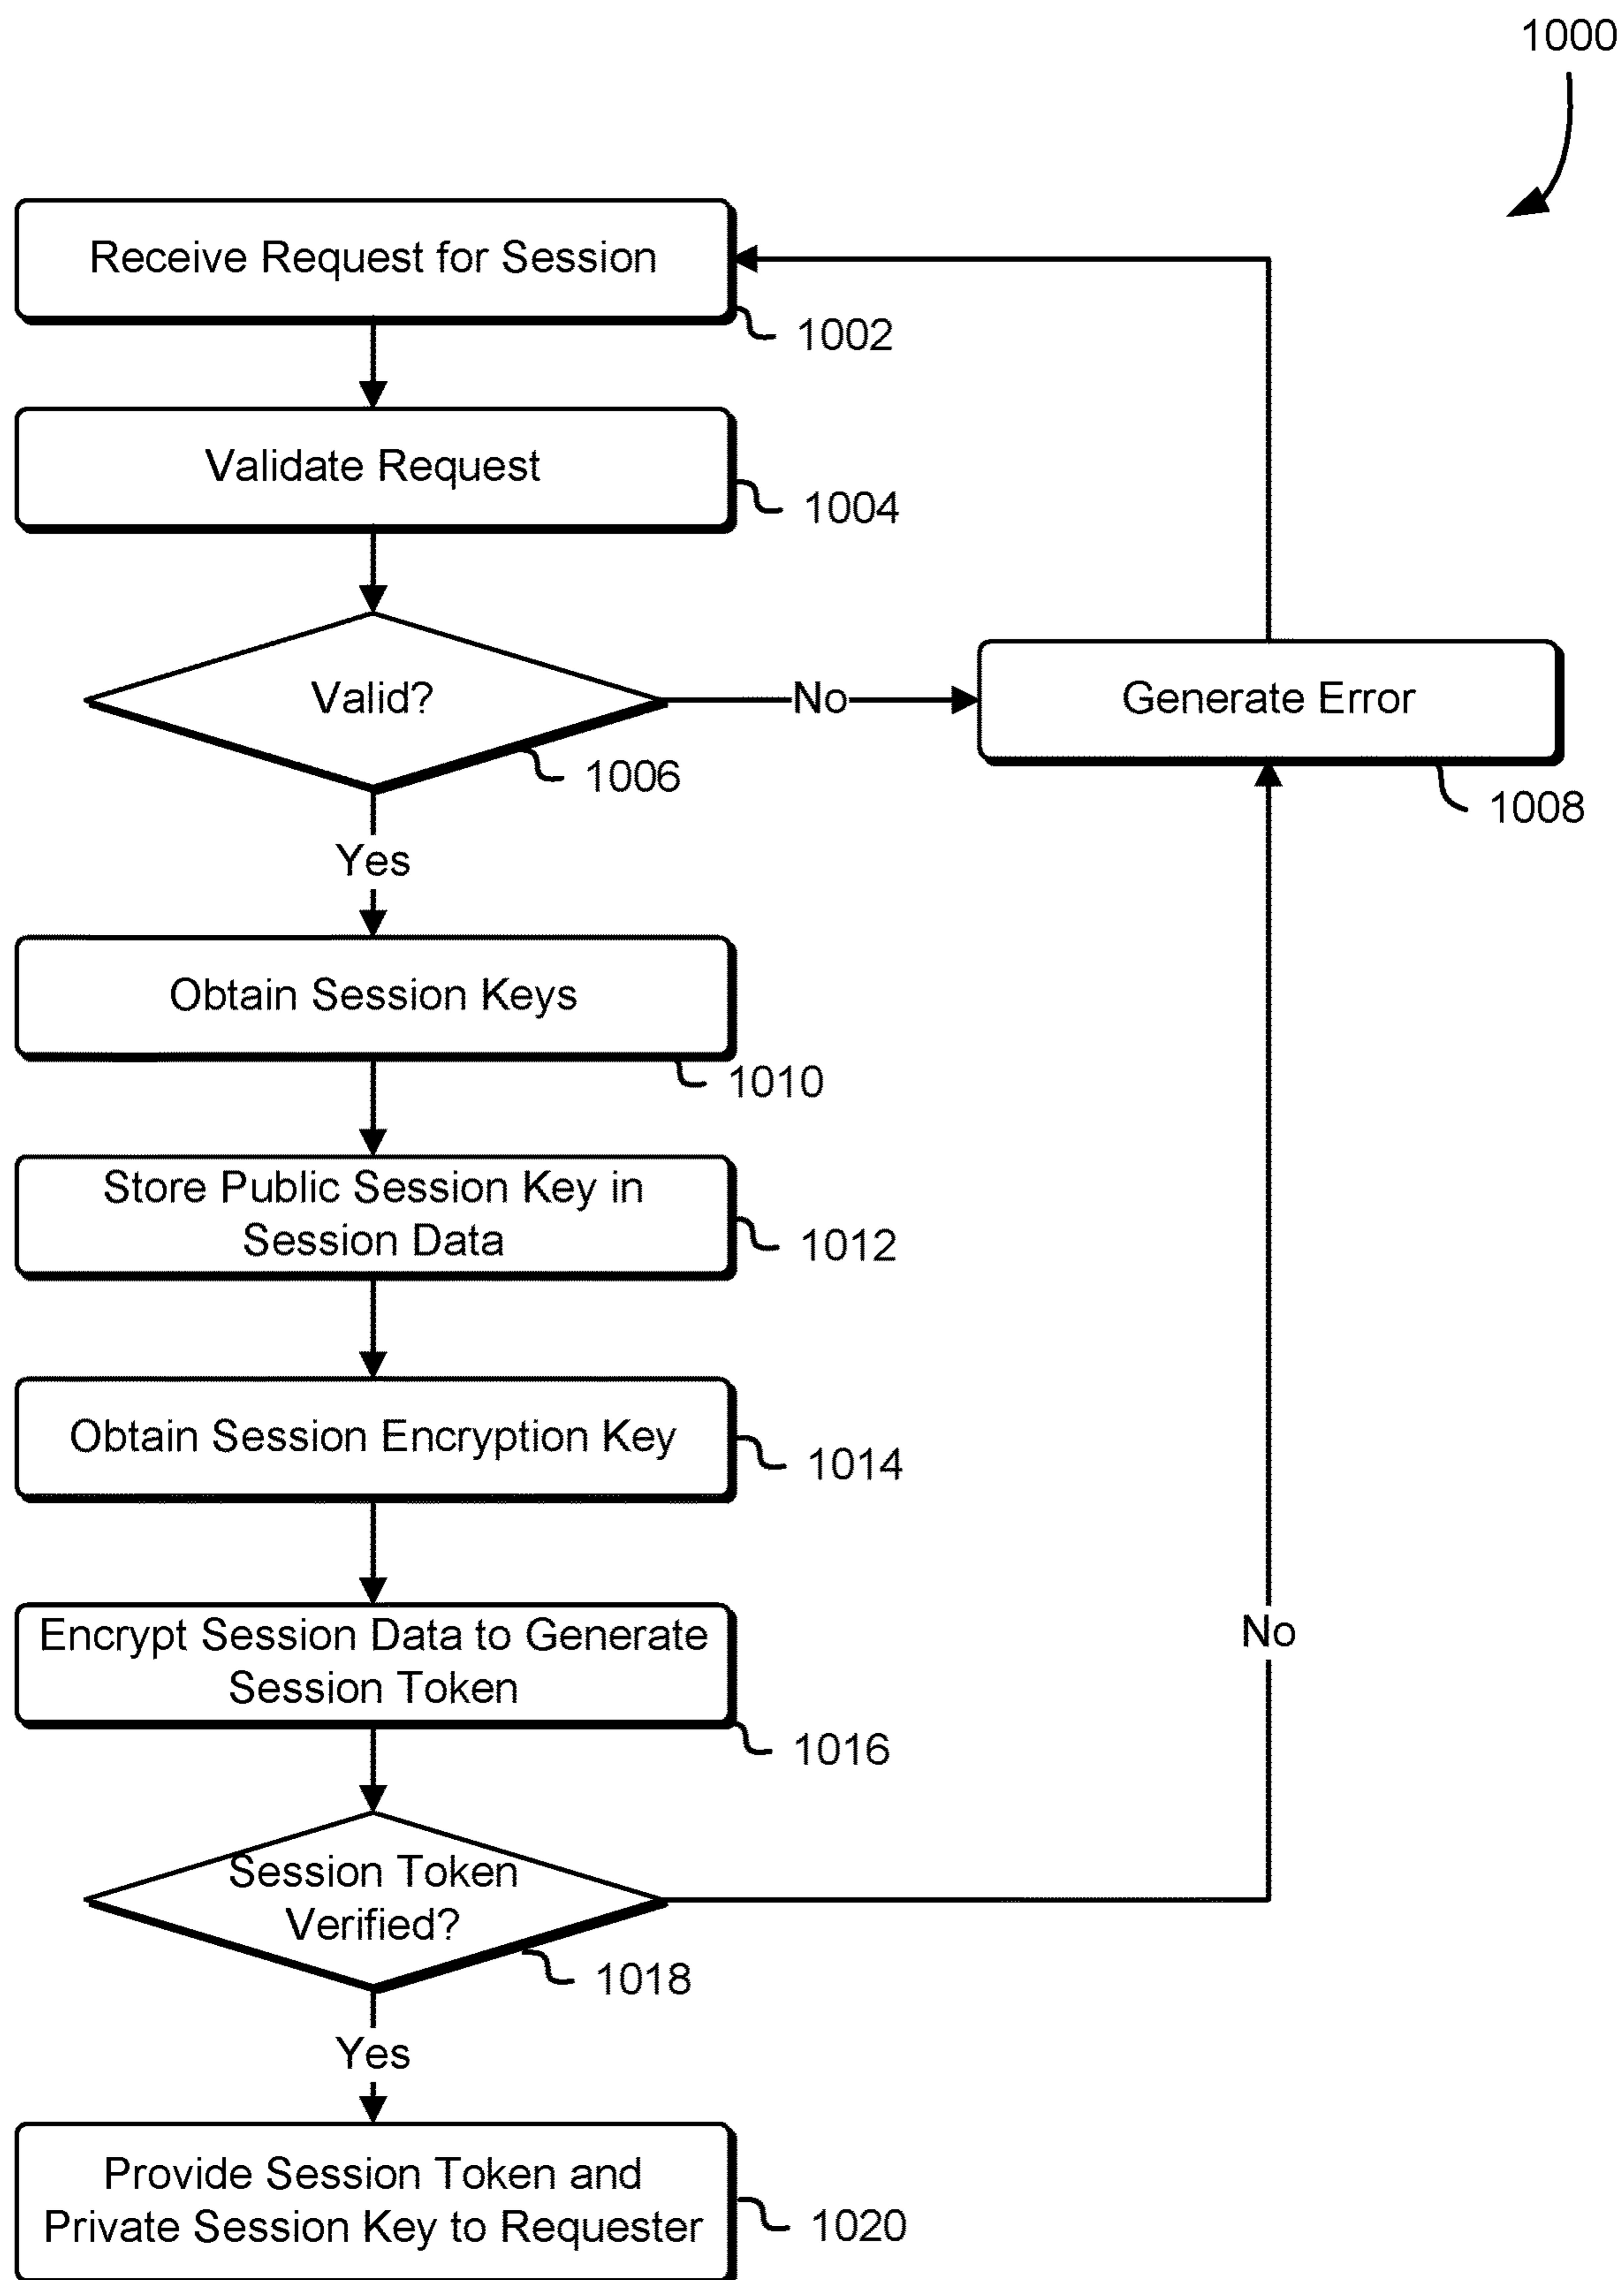 1000
Receive Request for Session
1002
Validate Request
1004
Valid?
No
Generate Error
1006
1008
Yes
Obtain Session Keys
1010
Store Public Session Key in
Session Data
1012
Obtain Session Encryption Key
1014
Encrypt Session Data to Generate
Session Token
No
1016
Session Token
Verified?
1018
Yes
Provide Session Token and
Private Session Key to Requester
1020